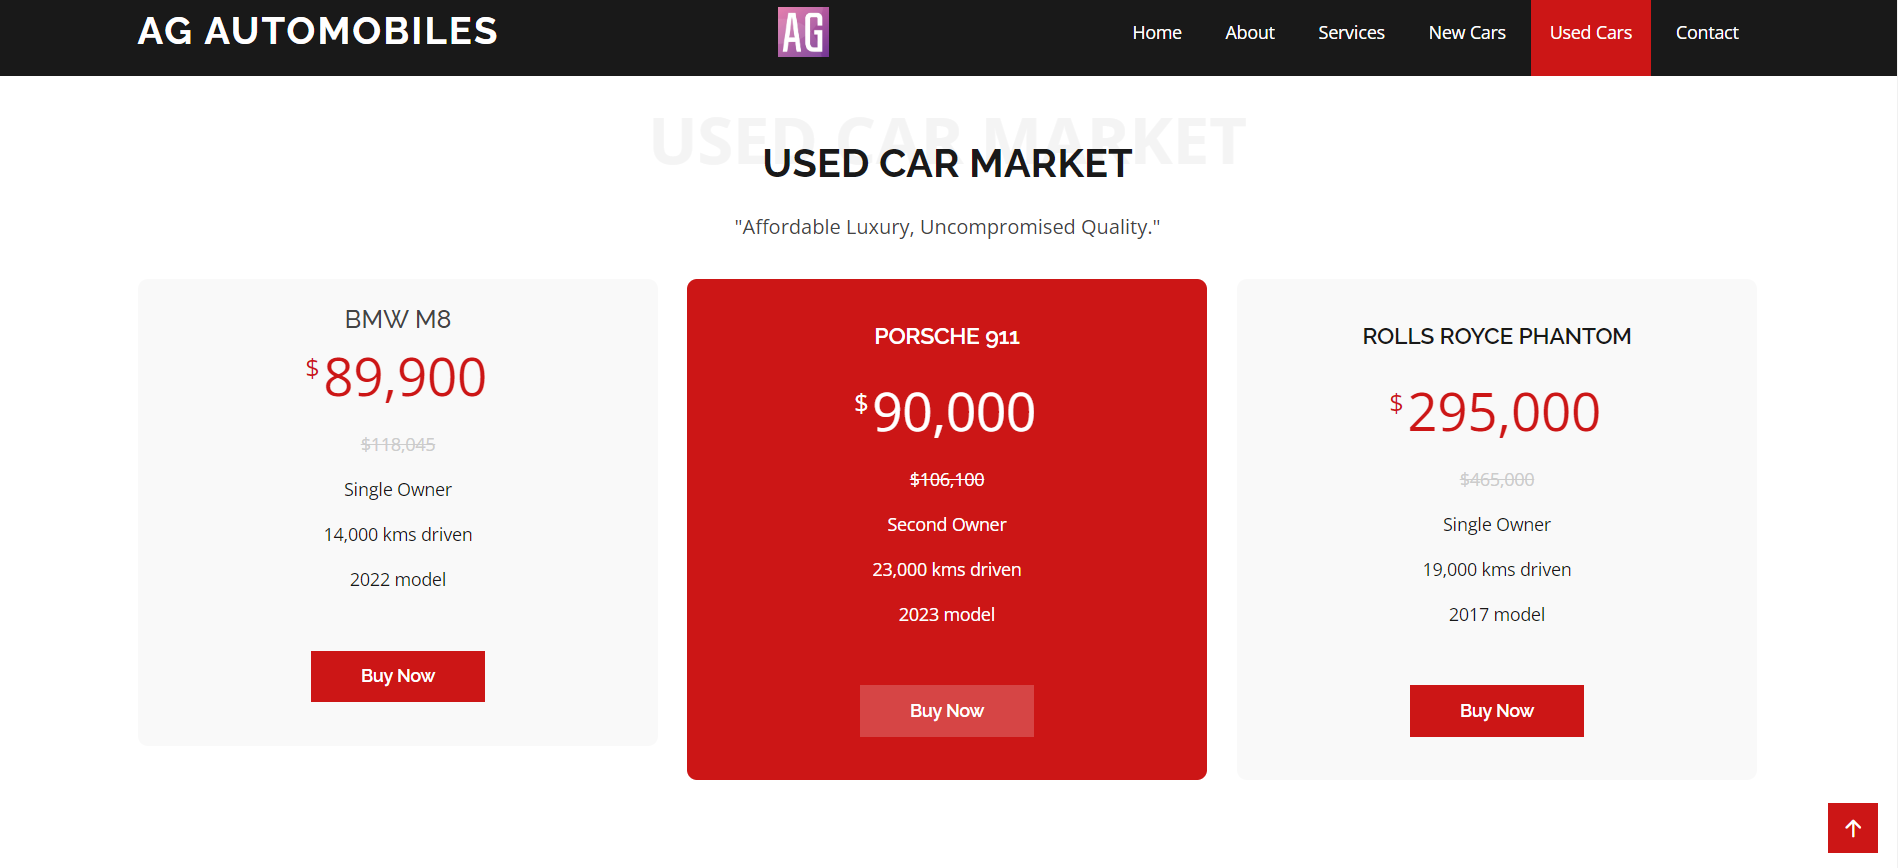 AG AUTOMOBILES
AG
Home About Services New Cars Used Cars Contact
USED CAR MARKET
USED CAR MARKET
"Affordable Luxury, Uncompromised Quality."
BMW M8
$89,900
$118,045
Single Owner
14,000 kms driven
2022 model
Buy Now
PORSCHE 911
$90,000
$106,100
Second Owner
23,000 kms driven
2023 model
Buy Now
ROLLS ROYCE PHANTOM
$295,000
$465,000
Single Owner
19,000 kms driven
2017 model
Buy Now